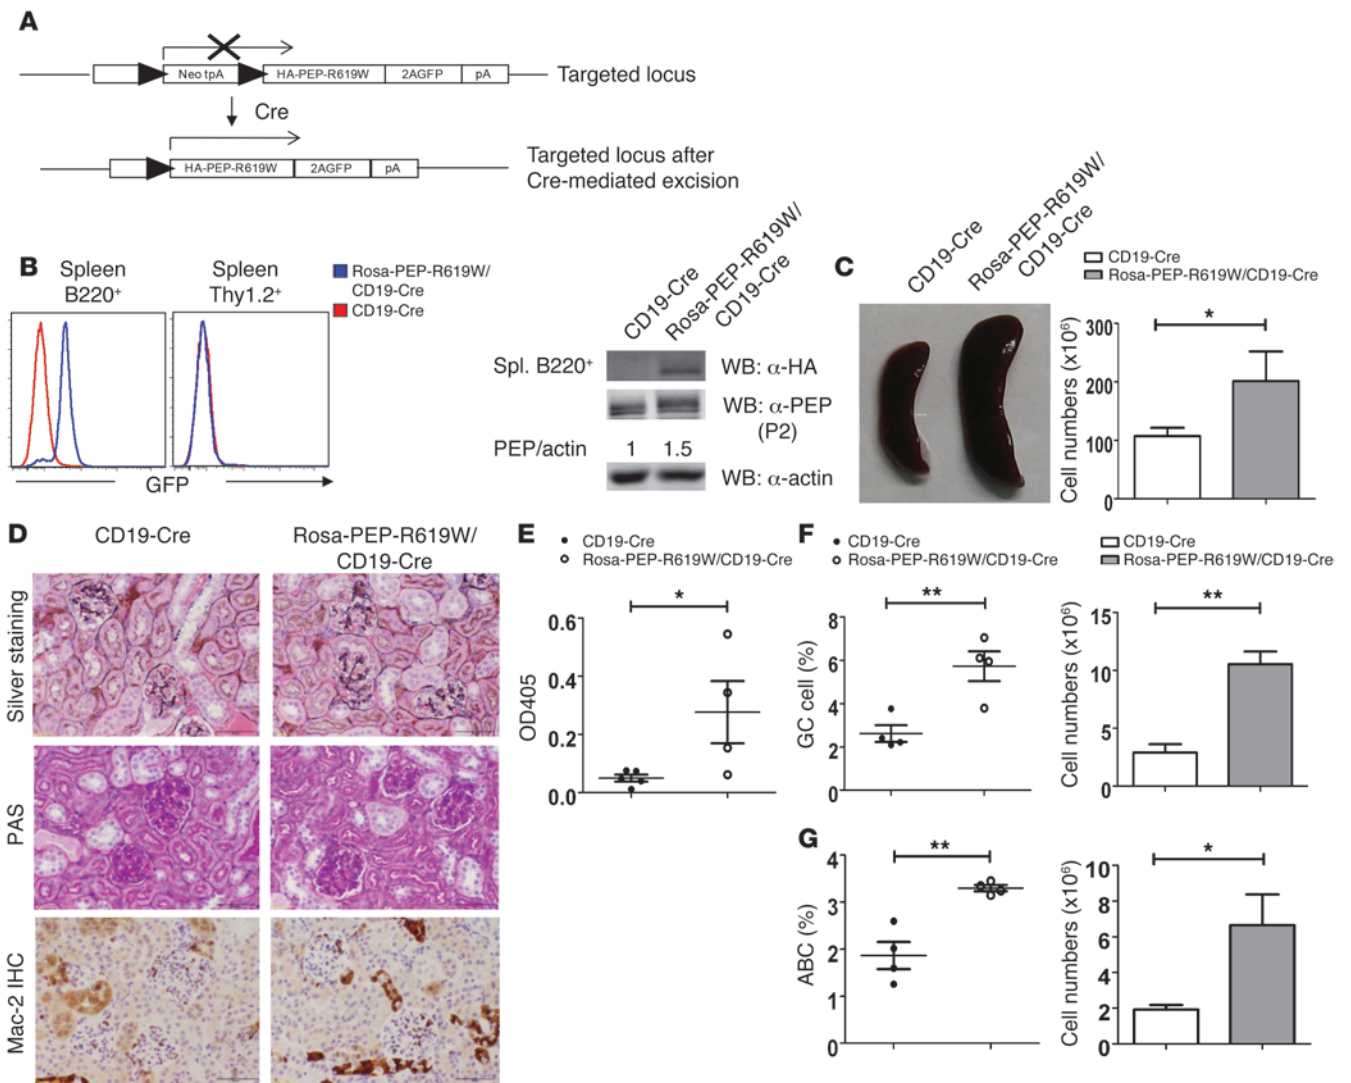 A
Neo tpA
HA-PEP-R619W
2AGFP
pA
Targeted locus
Cre
HA-PEP-R619W
2AGFP
pA
Targeted locus after
Cre-mediated excision
B
Spleen
B220+
Spleen
Thy1.2+
Rosa-PEP-R619W/
CD19-Cre
CD19-Cre
GFP
CD19-Cre
Rosa-PEP-R619W/
CD19-Cre
Spl. B220+
WB: α-HA
WB: α-PEP
(P2)
PEP/actin
1
1.5
WB: α-actin
C
CD19-Cre
Rosa-PEP-R619W/
CD19-Cre
CD19-Cre
Rosa-PEP-R619W/CD19-Cre
Cell numbers (x10⁶)
300
200
100
0
*
D
CD19-Cre
Rosa-PEP-R619W/
CD19-Cre
Silver staining
PAS
Mac-2 IHC
E
CD19-Cre
Rosa-PEP-R619W/CD19-Cre
*
OD405
0.6
0.4
0.2
0.0
F
CD19-Cre
Rosa-PEP-R619W/CD19-Cre
**
GC cell (%)
8
6
4
2
0
CD19-Cre
Rosa-PEP-R619W/CD19-Cre
**
Cell numbers (x10⁶)
15
10
5
0
G
**
ABC (%)
4
3
2
1
0
*
Cell numbers (x10⁶)
10
8
6
4
2
0